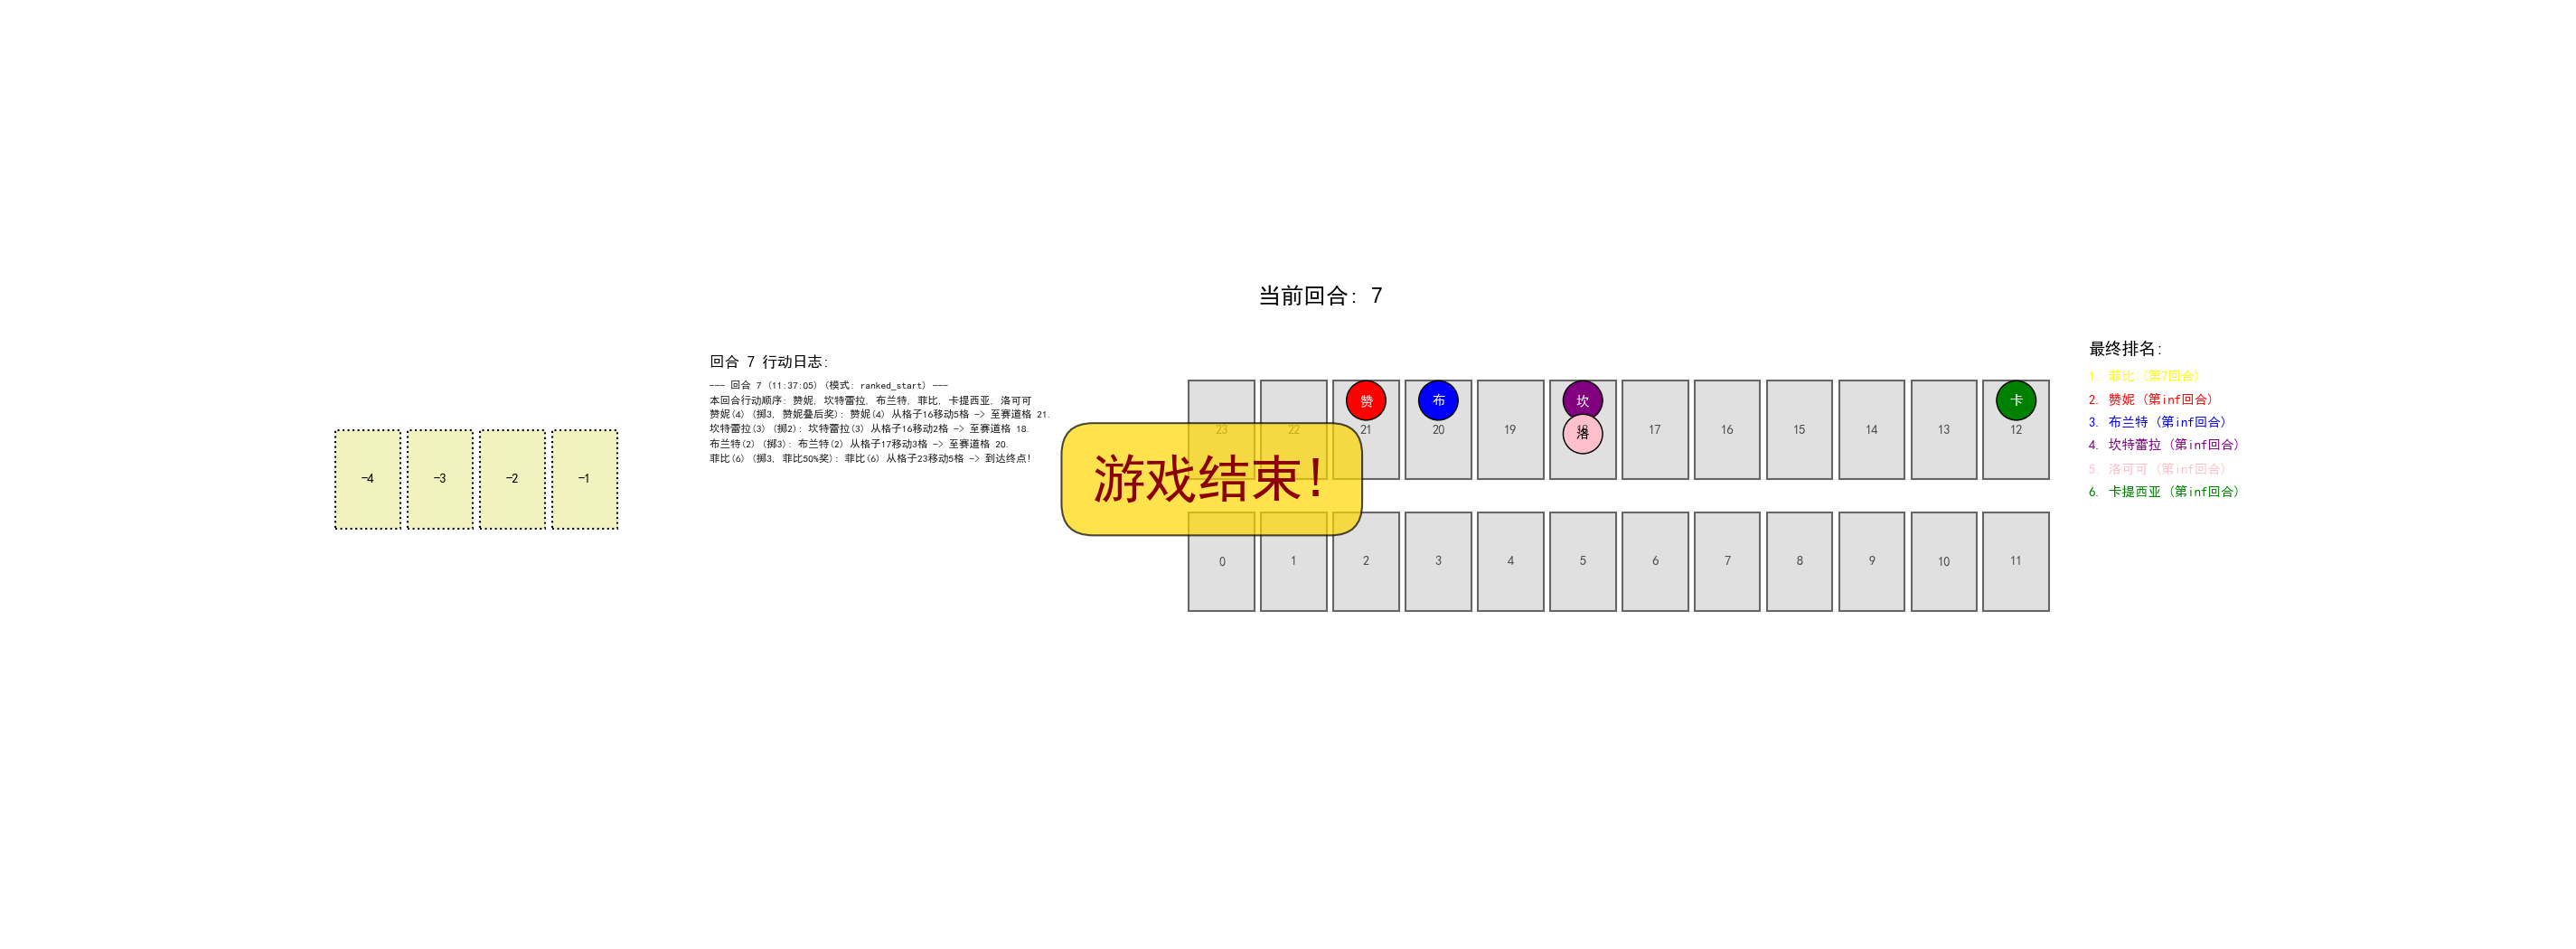 当前回合: 7
回合 7 行动日志:
--- 回合 7 (11:37:05) (模式: ranked_start) ---
本回合行动顺序: 赞妮, 坎特蕾拉, 布兰特, 菲比, 卡提西亚, 洛可可
赞妮(4) (掷3, 赞妮叠后奖): 赞妮(4) 从格子16移动5格 -> 至赛道格 21.
坎特蕾拉(3) (掷2): 坎特蕾拉(3) 从格子16移动2格 -> 至赛道格 18.
布兰特(2) (掷3): 布兰特(2) 从格子17移动3格 -> 至赛道格 20.
菲比(6) (掷3, 菲比50%奖): 菲比(6) 从格子23移动5格 -> 到达终点!
-4 -3 -2 -1
赞 布 坎 卡
23 22 21 20 19 洛 17 16 15 14 13 12
游戏结束!
0 1 2 3 4 5 6 7 8 9 10 11
最终排名:
1. 菲比 (第7回合)
2. 赞妮 (第inf回合)
3. 布兰特 (第inf回合)
4. 坎特蕾拉 (第inf回合)
5. 洛可可 (第inf回合)
6. 卡提西亚 (第inf回合)